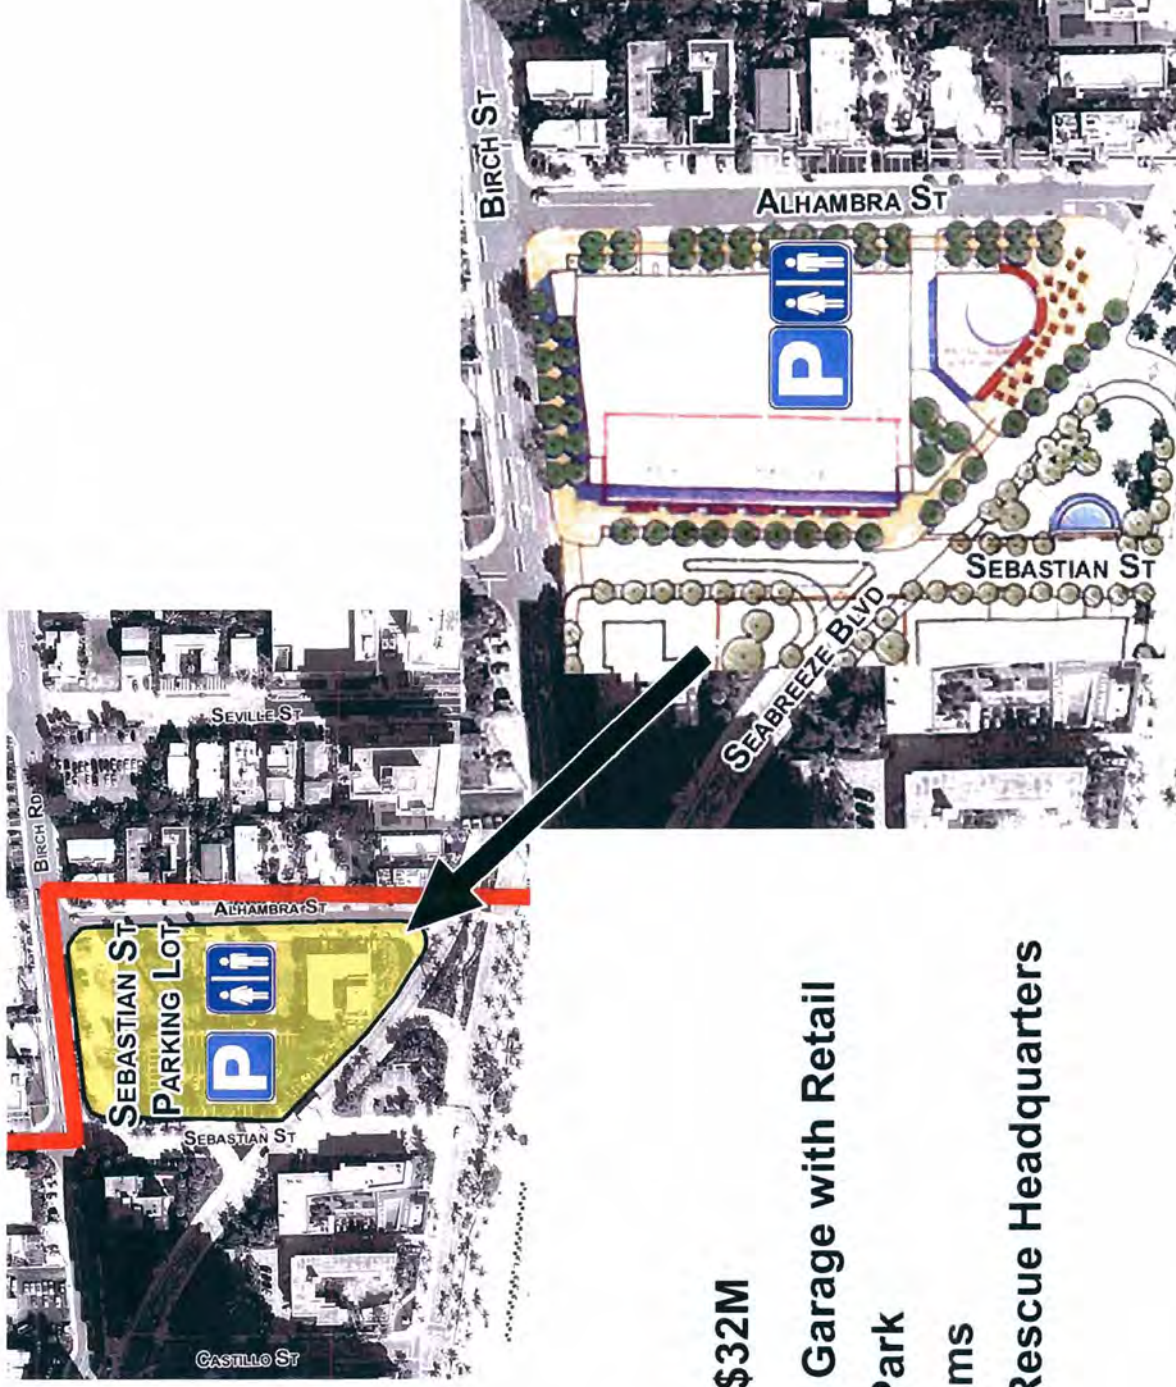 $32M
Garage with Retail
Park
ms
Rescue Headquarters
BIRCH RD
SEVILLE ST
ALHAMBRA ST
SEBASTIAN ST
PARKING LOT
P
SEBASTIAN ST
CASTILLO ST
BIRCH ST
ALHAMBRA ST
P
SEBASTIAN ST
SEABREEZE BLVD